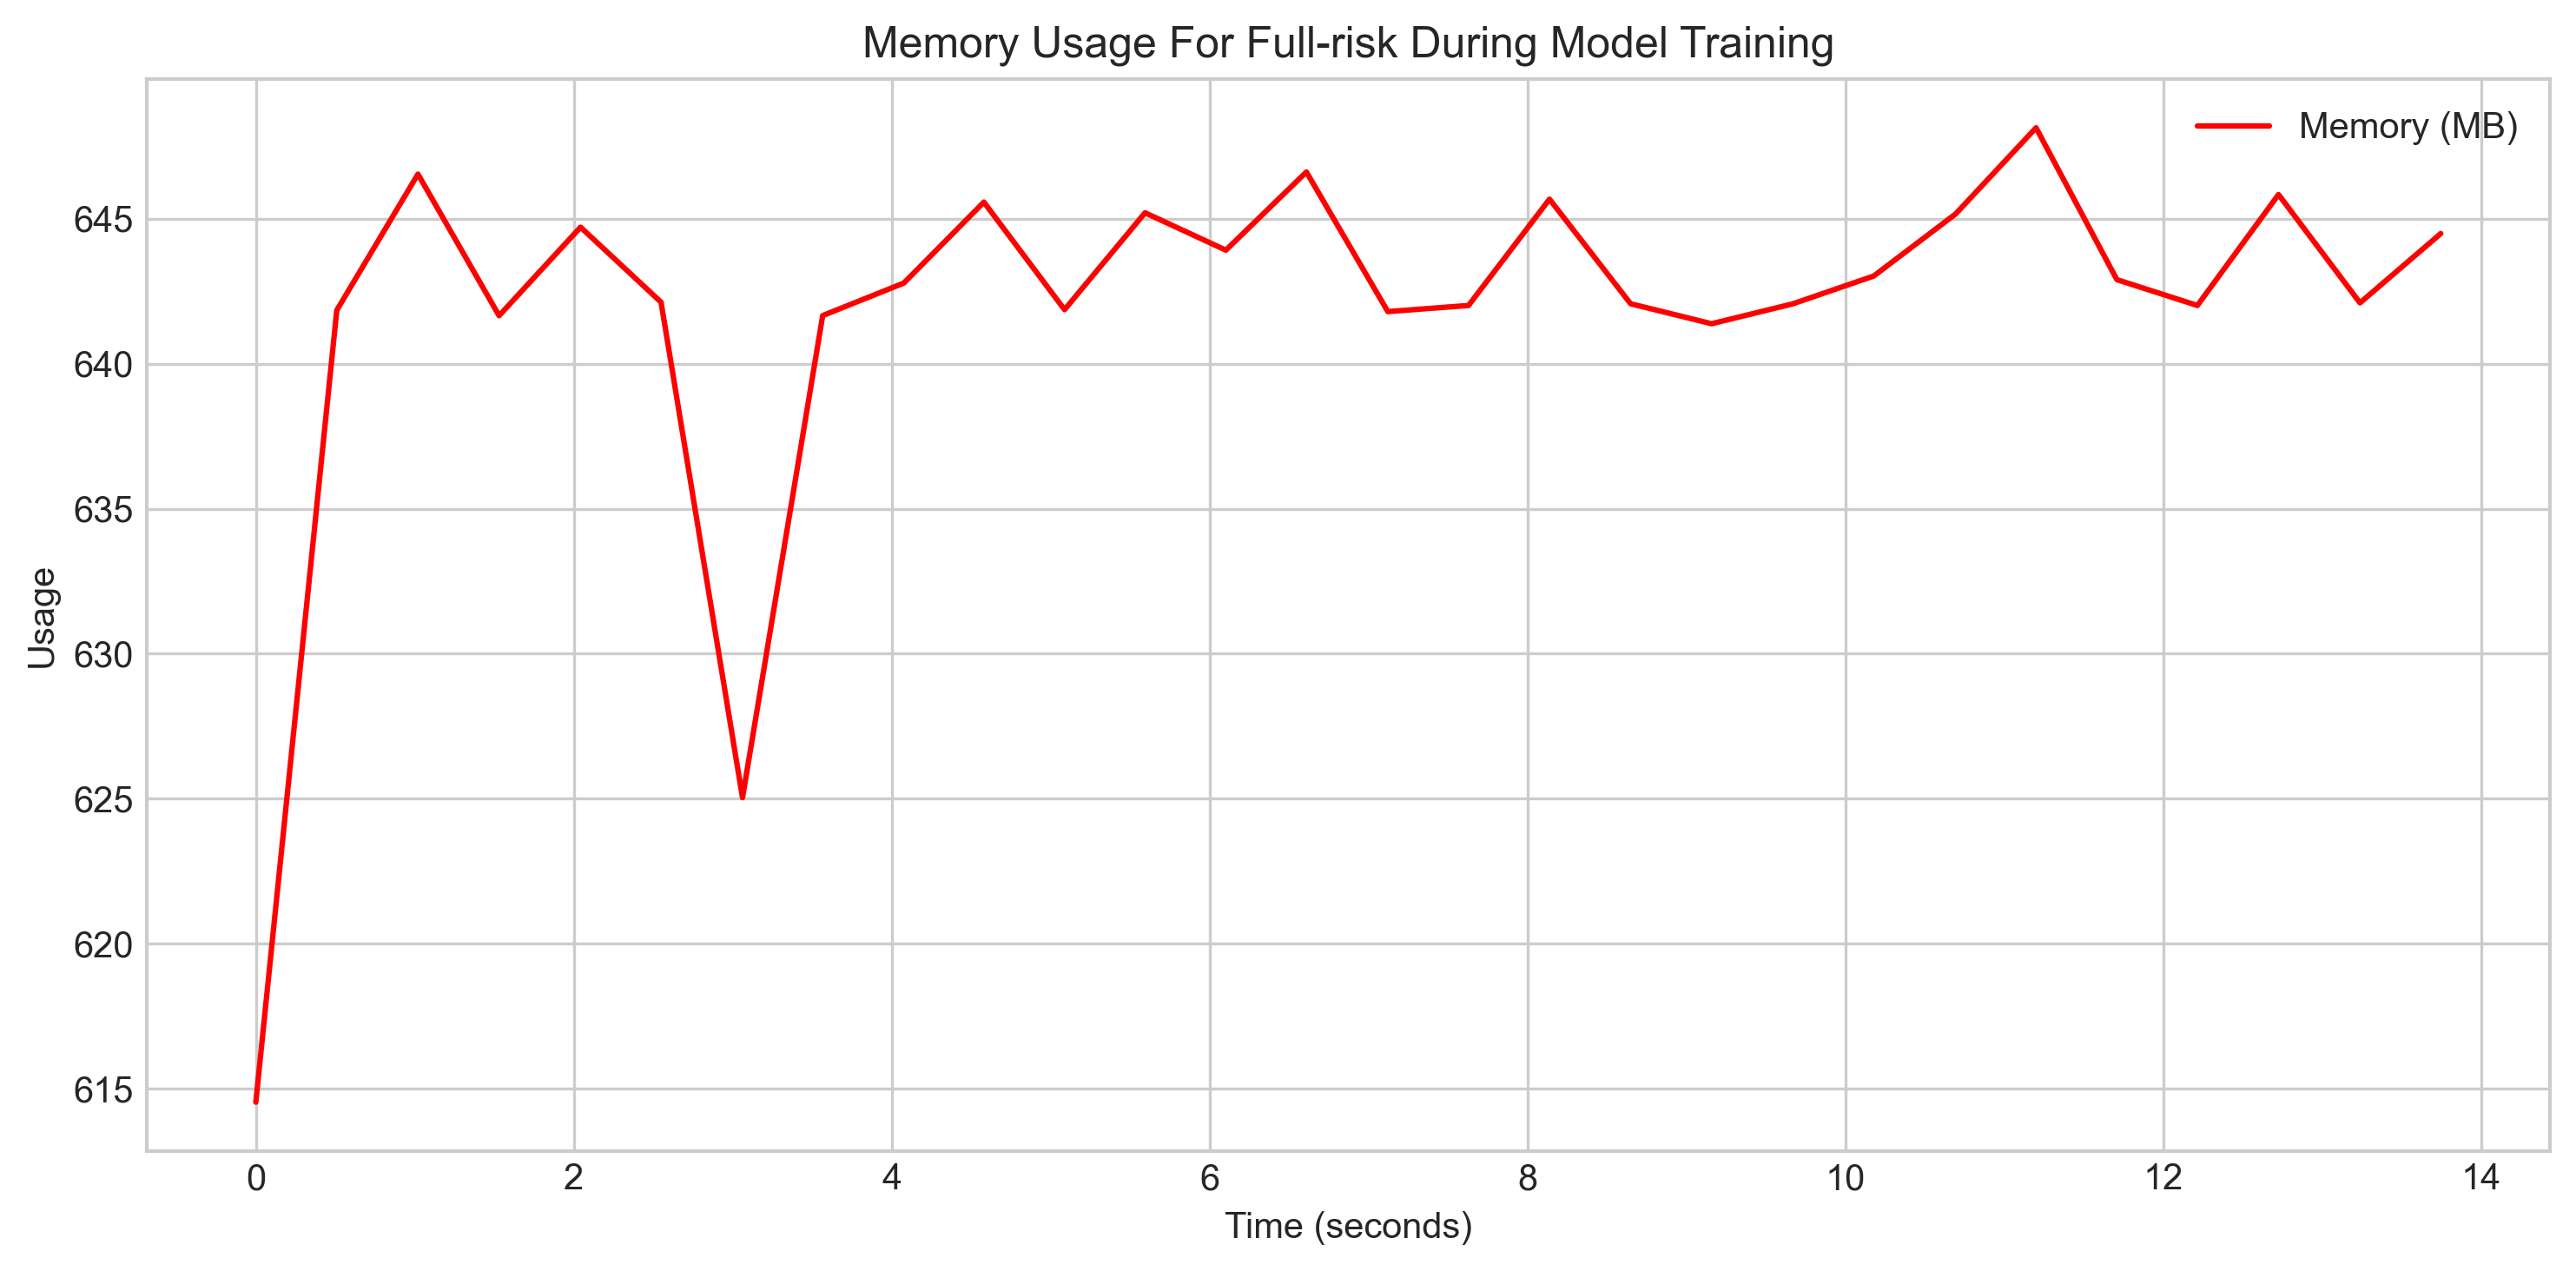 Memory Usage For Full-risk During Model Training
Memory (MB)
645
640
635
630
625
620
615
Usage
0 2 4 6 8 10 12 14
Time (seconds)